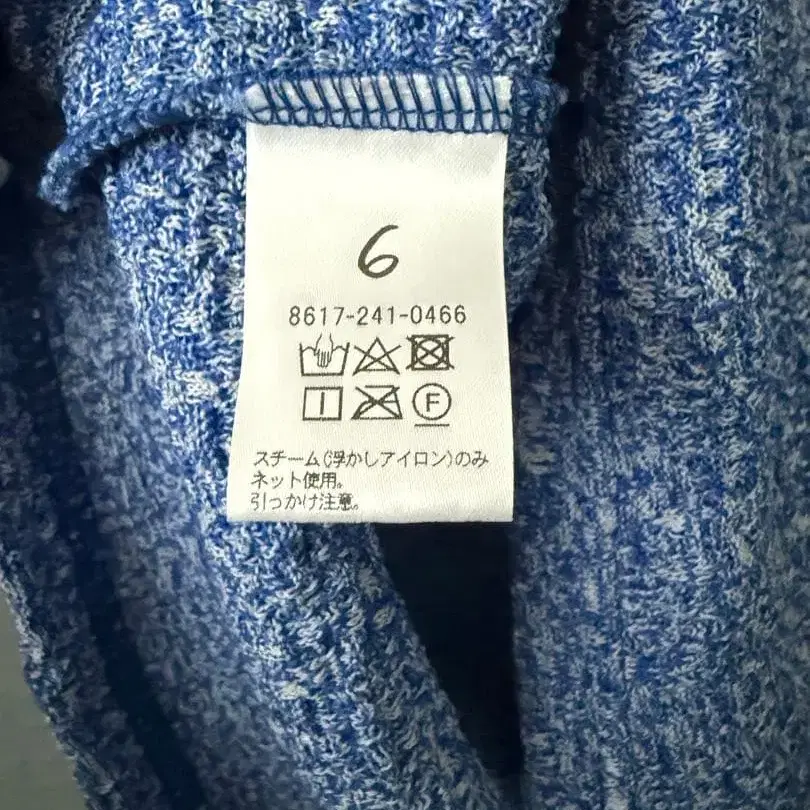 6
8617-241-0466
F
スチーム(浮かしアイロン)のみ
ネット使用。
引っかけ注意。